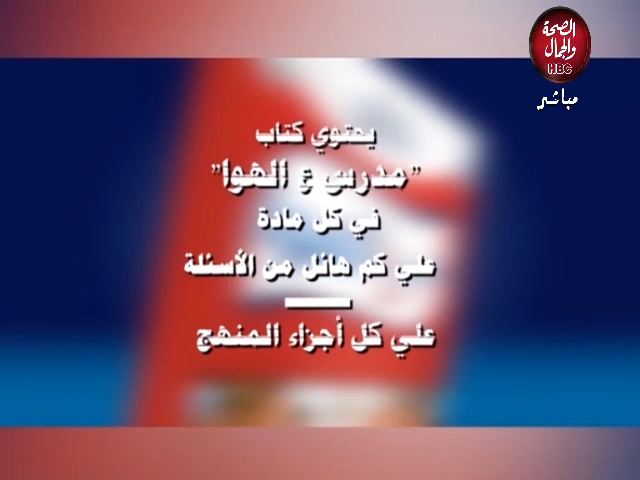 الصحة
والجمال
HBC
مباشر
يحتوي كتاب
"مدرس ع الهوا"
في كل مادة
علي كم هائل من الأسئلة
علي كل أجزاء المنهج